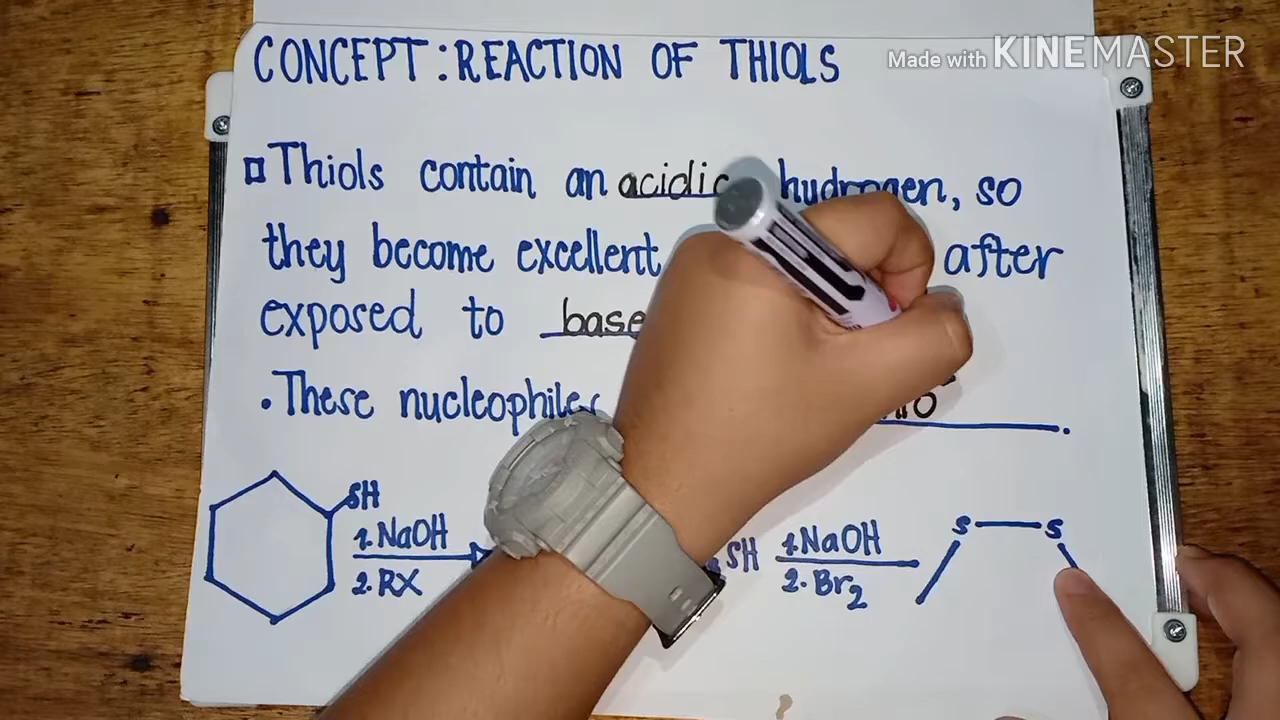 CONCEPT: REACTION OF THIOLS
Made with KINEMASTER
Thiols contain an acidic hydrogen, so
they become excellent after
exposed to base
• These nucleophiles
SH
1. NaOH
2. RX
SH
1. NaOH
2. Br2
S S